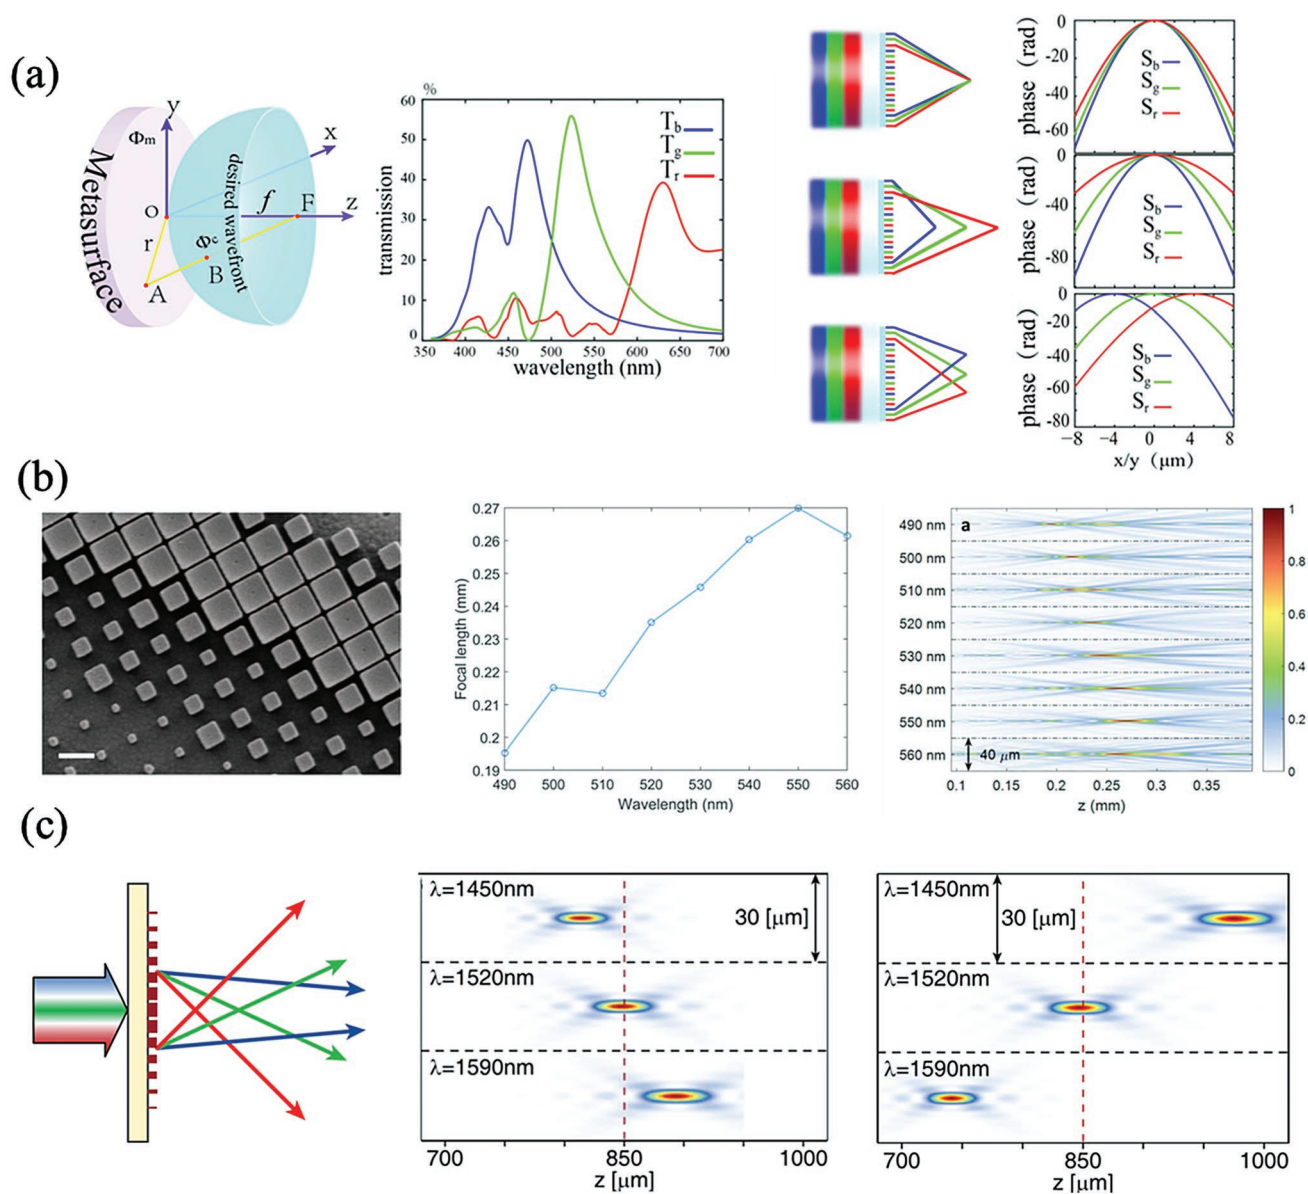 (a)
y
Φm
x
Metasurface
desired wavefront
O
f
F
z
r
Φc
B
A
%
60
50
40
30
20
10
0
transmission
Tb
Tg
Tr
350
400
450
500
550
600
650
700
wavelength (nm)
phase (rad)
0
-20
-40
-60
Sb
Sg
Sr
phase (rad)
0
-40
-80
Sb
Sg
Sr
phase (rad)
0
-20
-40
-60
-80
Sb
Sg
Sr
-8
-4
0
4
8
x/y (μm)
(b)
0.27
0.26
0.25
0.24
0.23
0.22
0.21
0.2
0.19
Focal length (mm)
490
500
510
520
530
540
550
560
Wavelength (nm)
a
490 nm
500 nm
510 nm
520 nm
530 nm
540 nm
550 nm
560 nm
40 μm
0.1
0.15
0.2
0.25
0.3
0.35
z (mm)
1
0.8
0.6
0.4
0.2
0
(c)
λ=1450nm
30 [μm]
λ=1520nm
λ=1590nm
700
850
1000
z [μm]
λ=1450nm
30 [μm]
λ=1520nm
λ=1590nm
700
850
1000
z [μm]